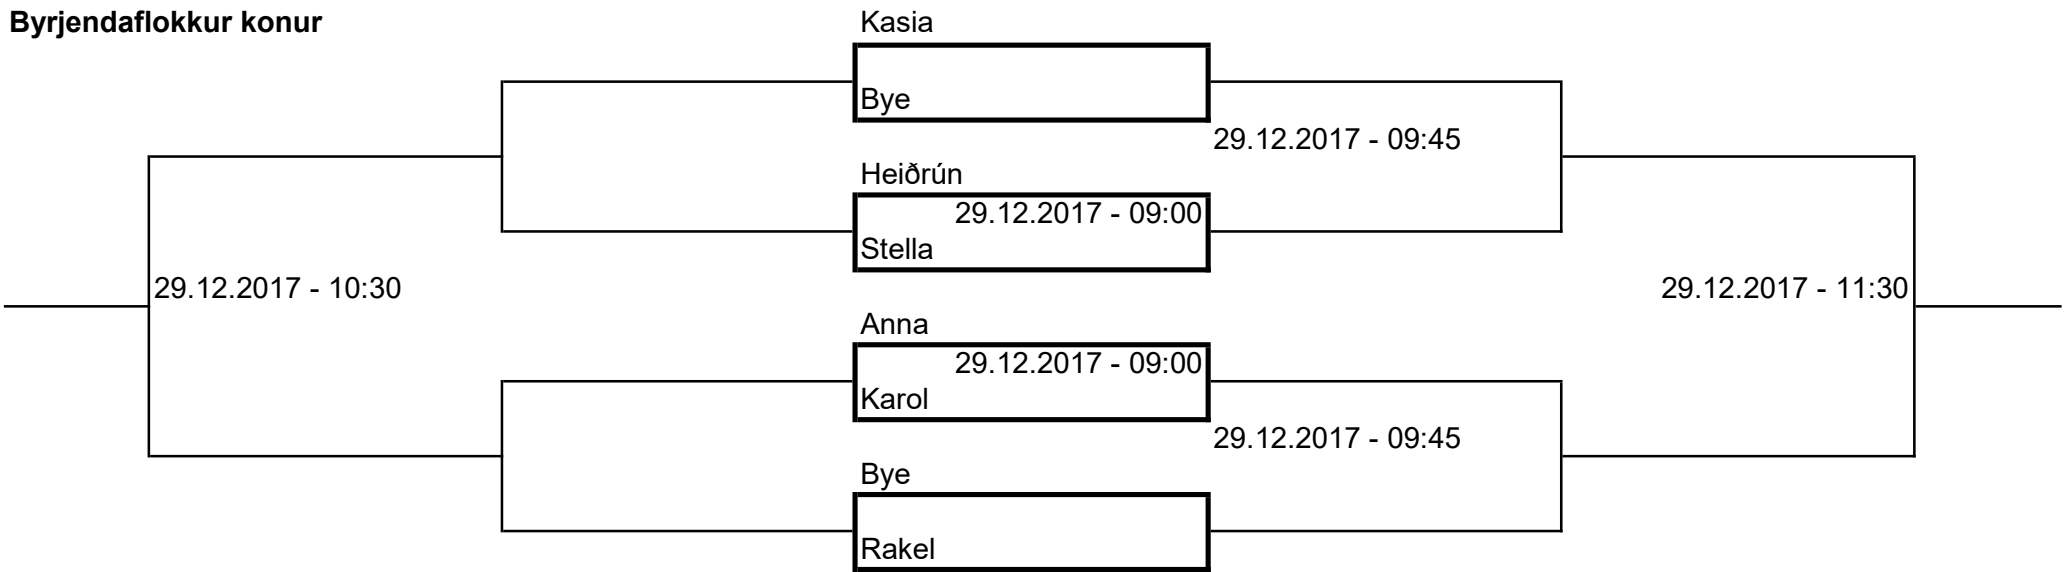 Byrjendaflokkur konur
Kasia
Bye
29.12.2017 - 09:45
Heiðrún
29.12.2017 - 09:00
Stella
29.12.2017 - 10:30
29.12.2017 - 11:30
Anna
29.12.2017 - 09:00
Karol
29.12.2017 - 09:45
Bye
Rakel